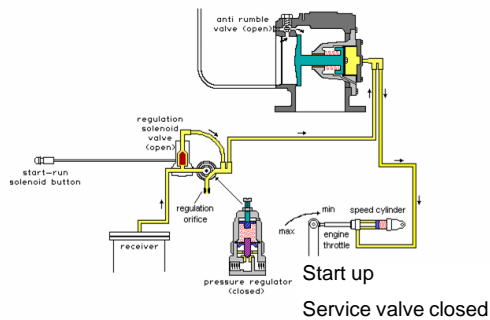 anti rumble
valve (open)
regulation
solenoid
valve
(open)
start-run
solenoid button
regulation
orifice
receiver
pressure regulator
(closed)
min
speed cylinder
max
engine
throttle
Start up
Service valve closed